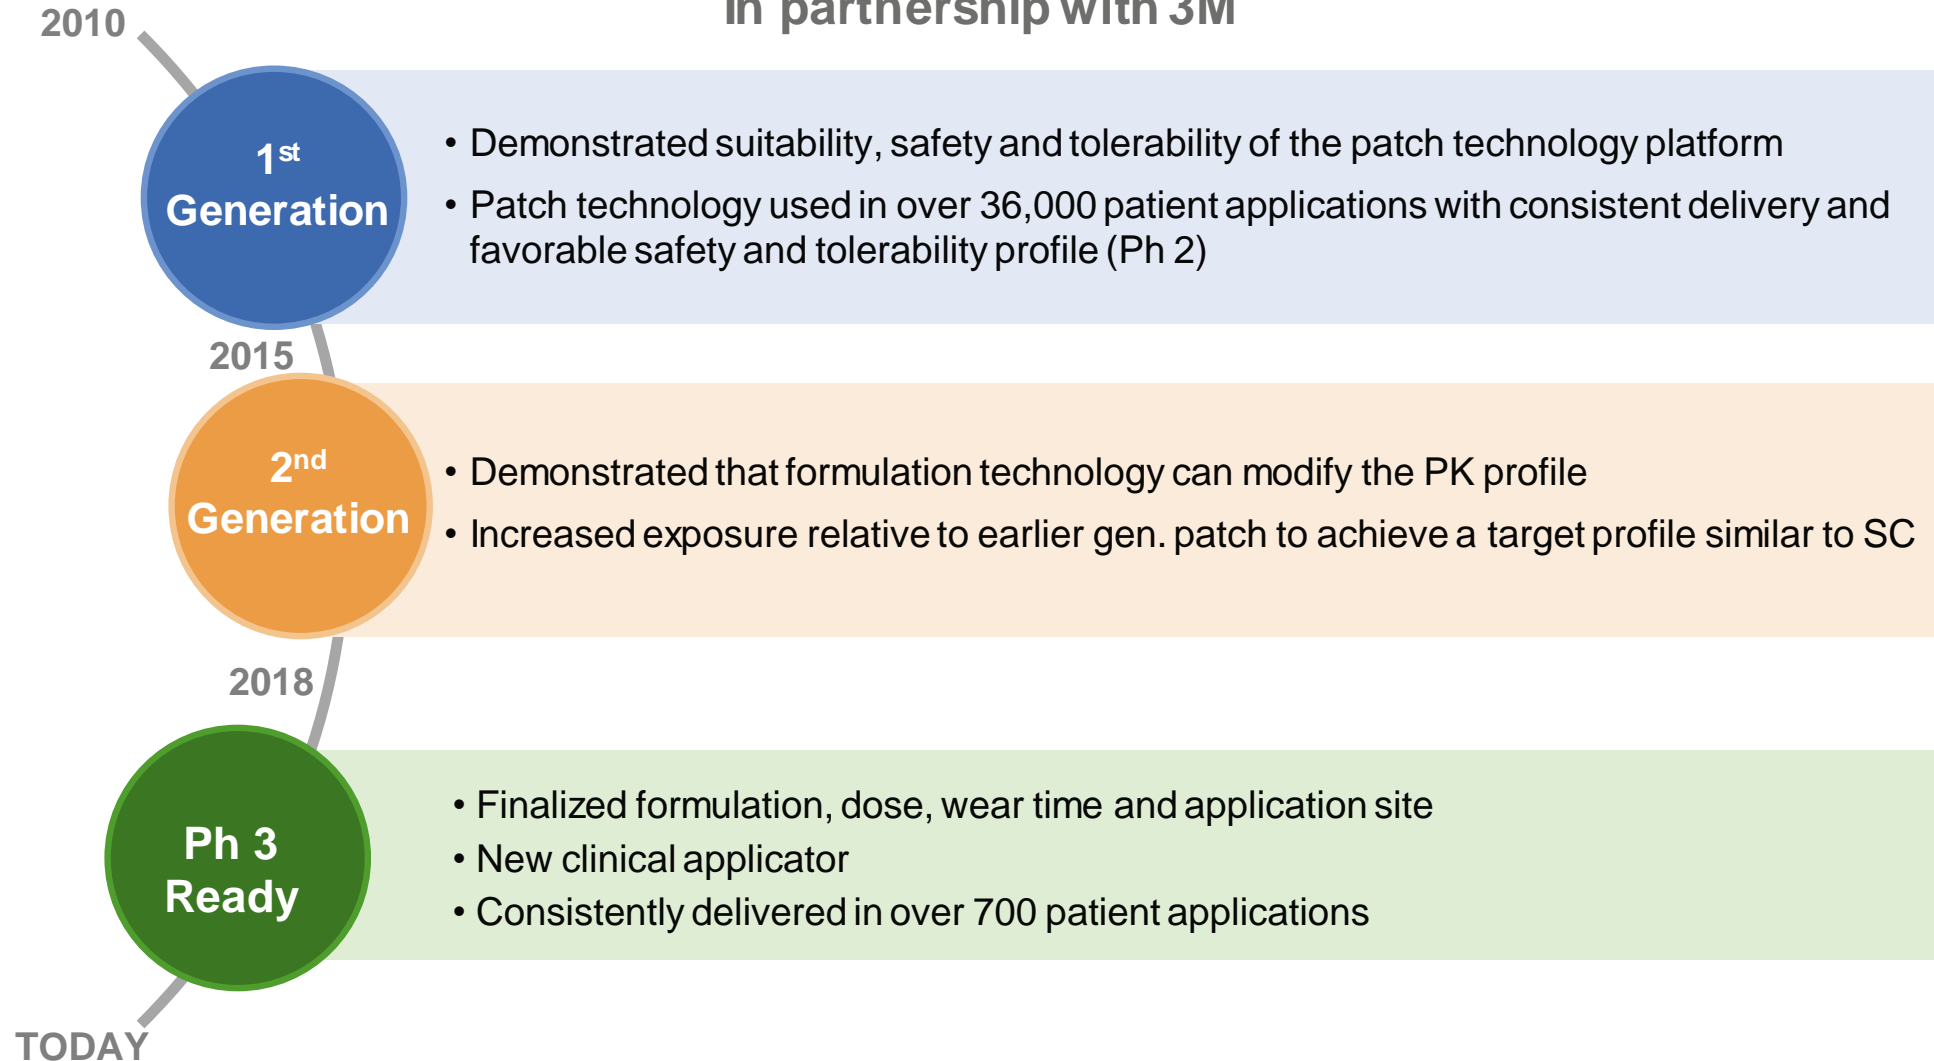 In partnership with 3M
2010
1st
Generation
• Demonstrated suitability, safety and tolerability of the patch technology platform
• Patch technology used in over 36,000 patient applications with consistent delivery and
favorable safety and tolerability profile (Ph 2)
2015
2nd
Generation
• Demonstrated that formulation technology can modify the PK profile
• Increased exposure relative to earlier gen. patch to achieve a target profile similar to SC
2018
Ph 3
Ready
• Finalized formulation, dose, wear time and application site
• New clinical applicator
• Consistently delivered in over 700 patient applications
TODAY